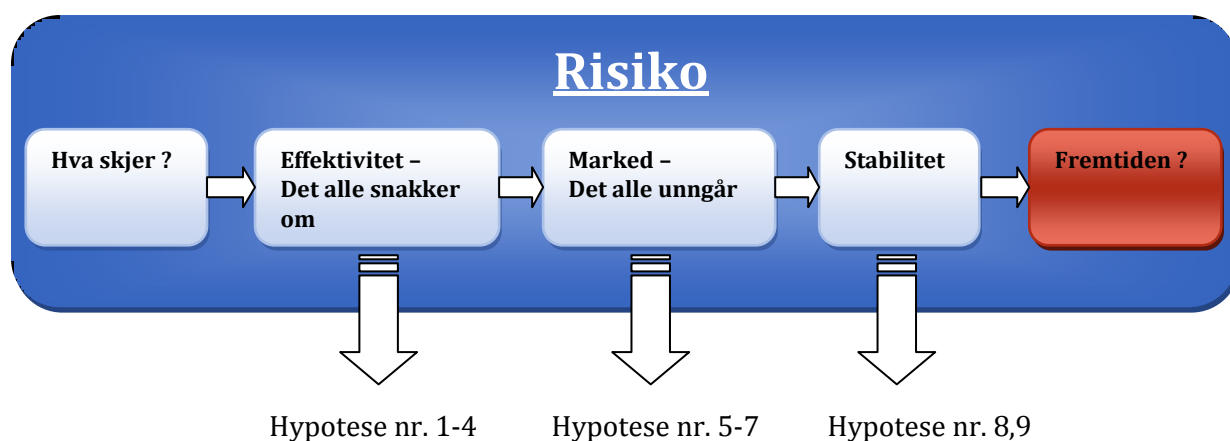 Risiko
Hva skjer ?
Effektivitet –
Det alle snakker
om
Marked –
Det alle unngår
Stabilitet
Fremtiden ?
Hypotese nr. 1-4
Hypotese nr. 5-7
Hypotese nr. 8,9